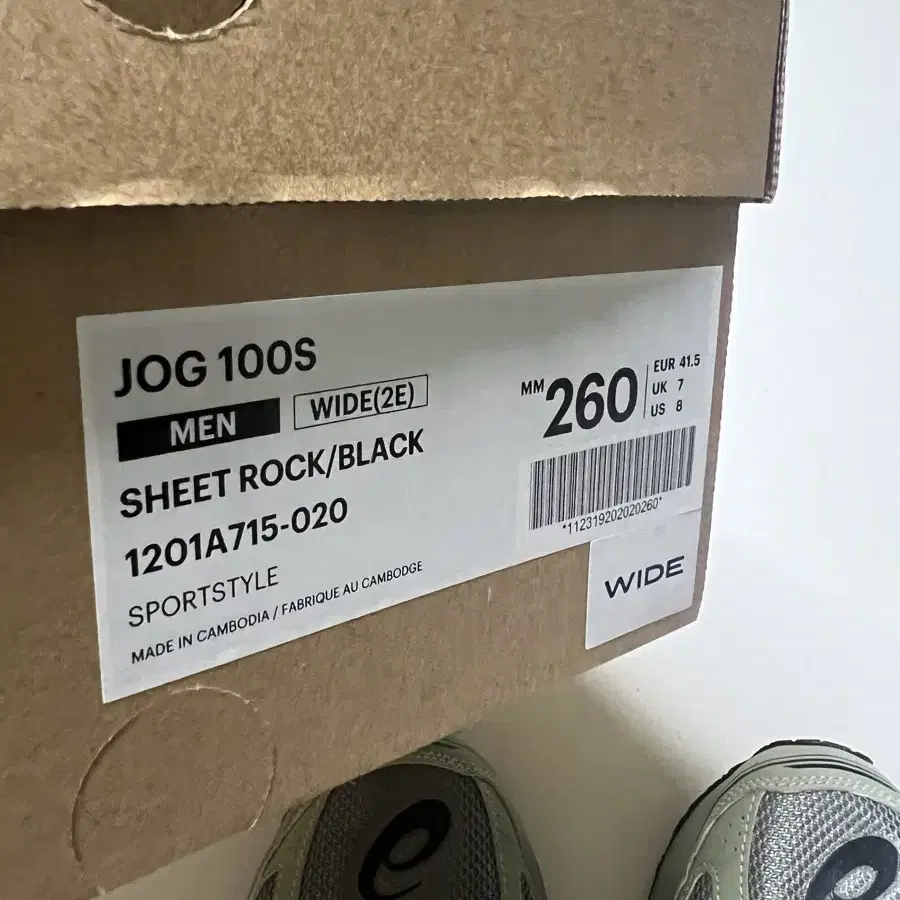 JOG 100S
MEN WIDE(2E)
SHEET ROCK/BLACK
1201A715-020
SPORTSTYLE
MADE IN CAMBODIA / FABRIQUE AU CAMBODGE
MM 260
EUR 41.5
UK 7
US 8
*112319202020260*
WIDE